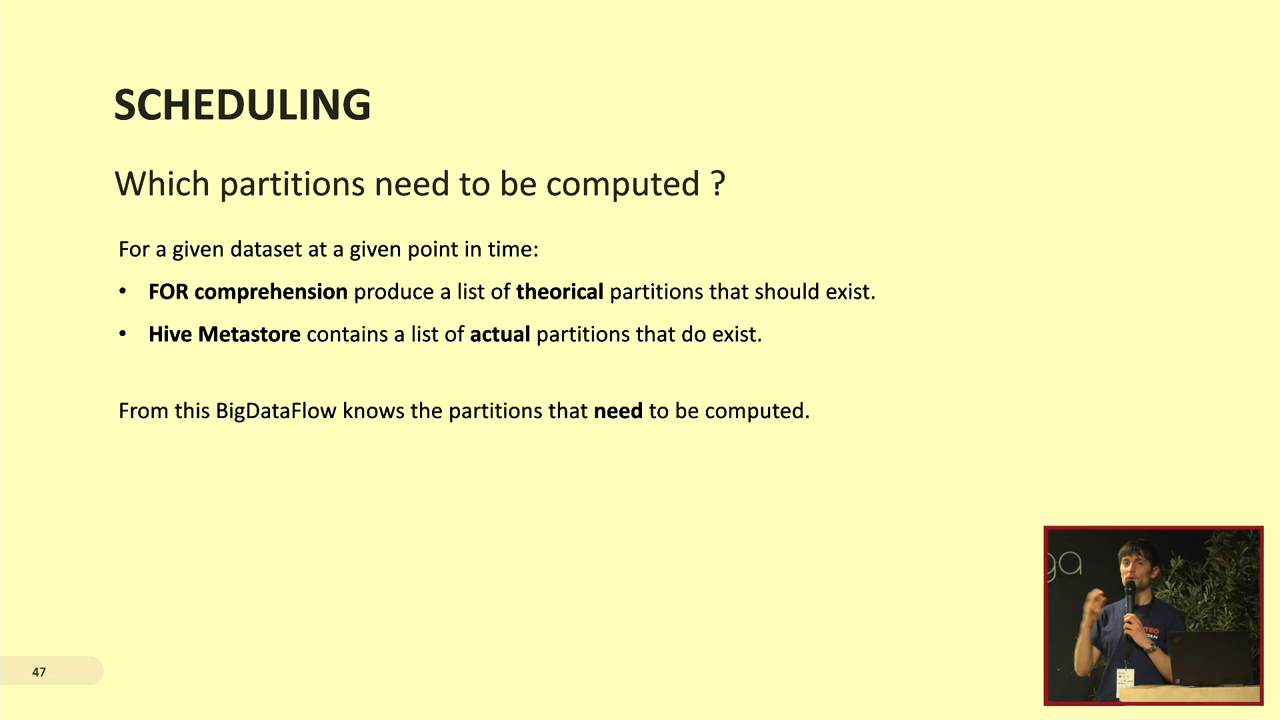 SCHEDULING
Which partitions need to be computed ?
For a given dataset at a given point in time:
• FOR comprehension produce a list of theorical partitions that should exist.
• Hive Metastore contains a list of actual partitions that do exist.
From this BigDataFlow knows the partitions that need to be computed.
47
ga